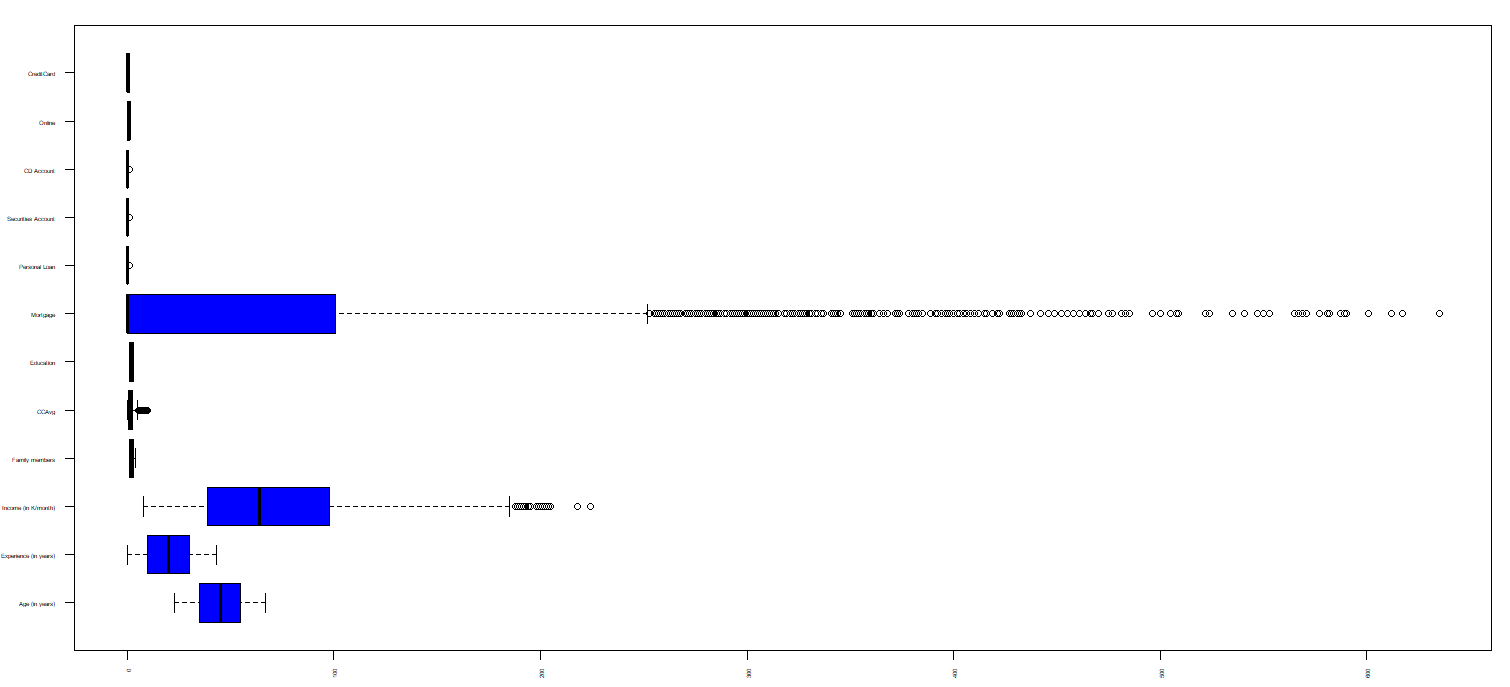 CreditCard
Online
CD Account
Securities Account
Personal Loan
Mortgage
Education
CCAvg
Family members
Income (in K/month)
Experience (in years)
Age (in years)
0 100 200 300 400 500 600